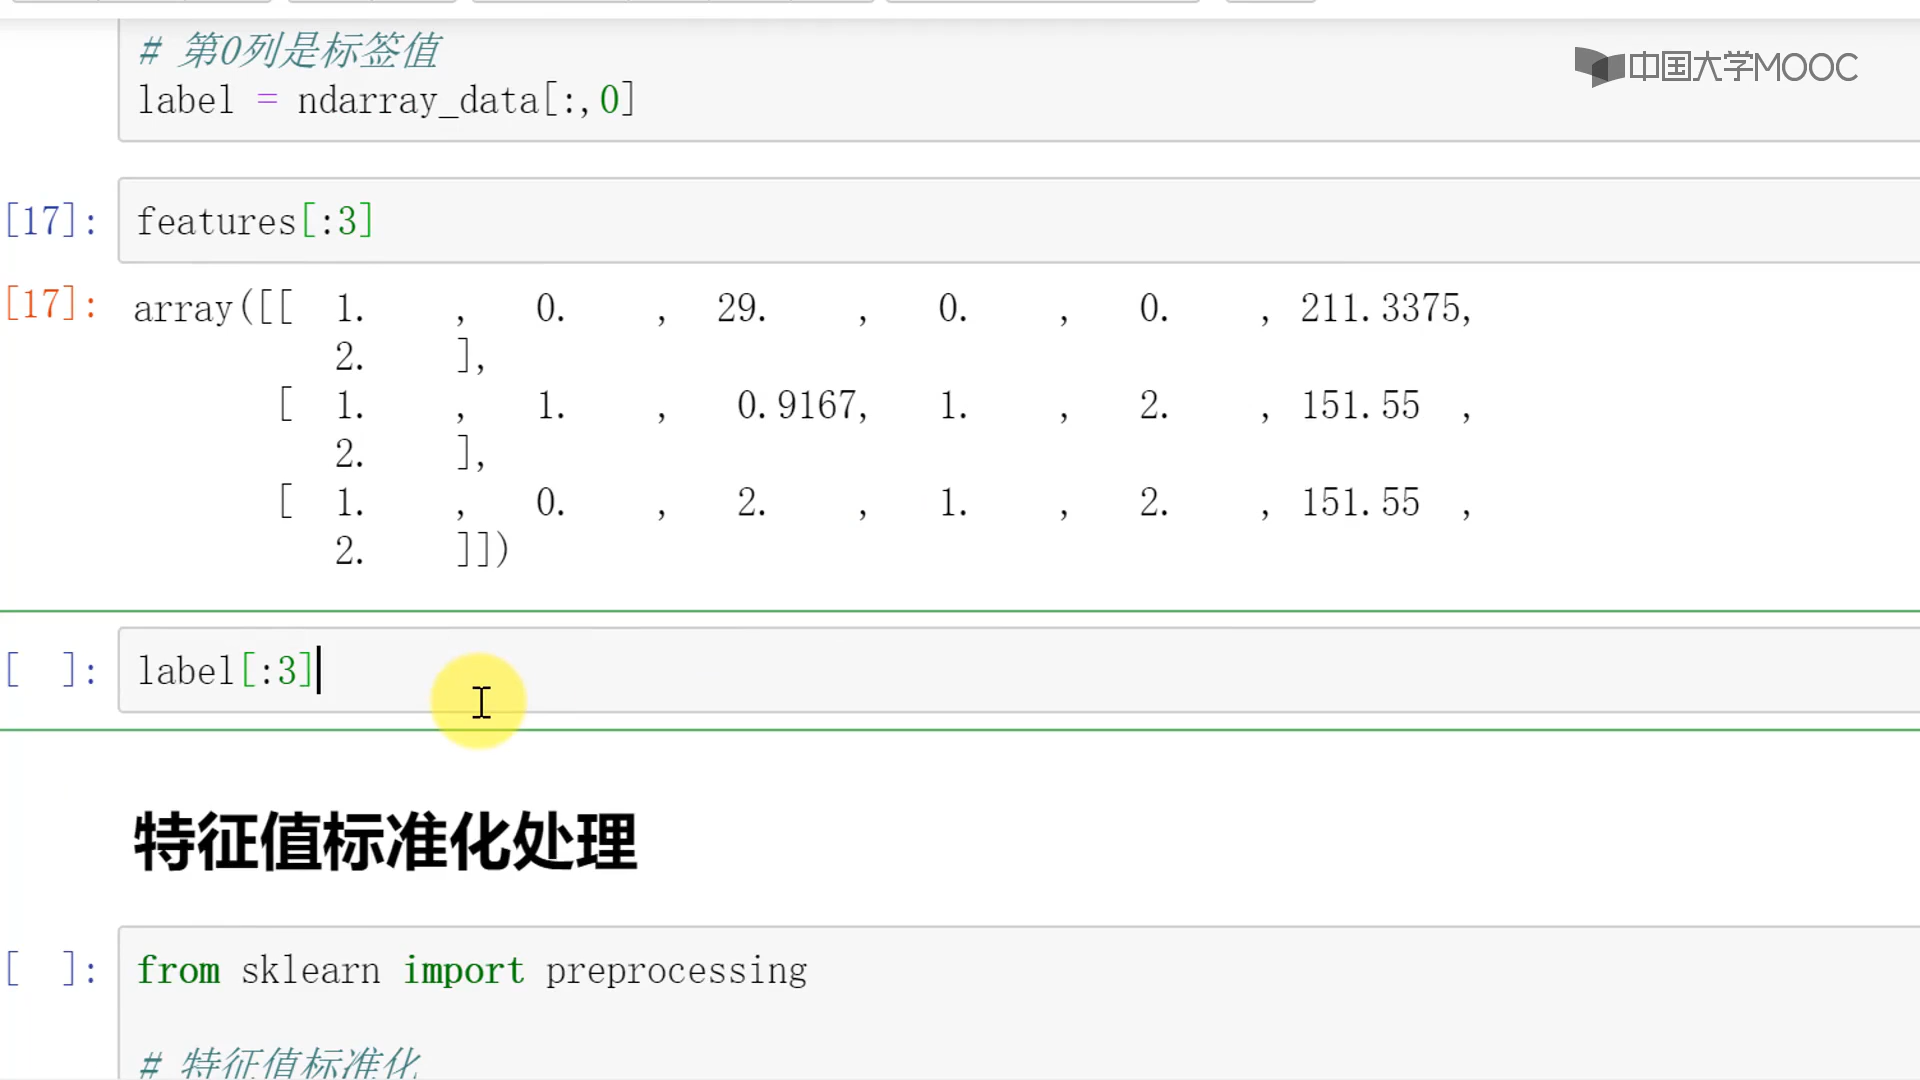 # 第0列是标签值
label = ndarray_data[:,0]
中国大学MOOC
[17]: features[:3]
[17]: array([[  1.    ,   0.    ,  29.    ,   0.    ,   0.    , 211.3375,
2.    ],
[  1.    ,   1.    ,   0.9167,   1.    ,   2.    , 151.55  ,
2.    ],
[  1.    ,   0.    ,   2.    ,   1.    ,   2.    , 151.55  ,
2.    ]])
[ ]: label[:3]
特征值标准化处理
[ ]: from sklearn import preprocessing
# 特征值标准化